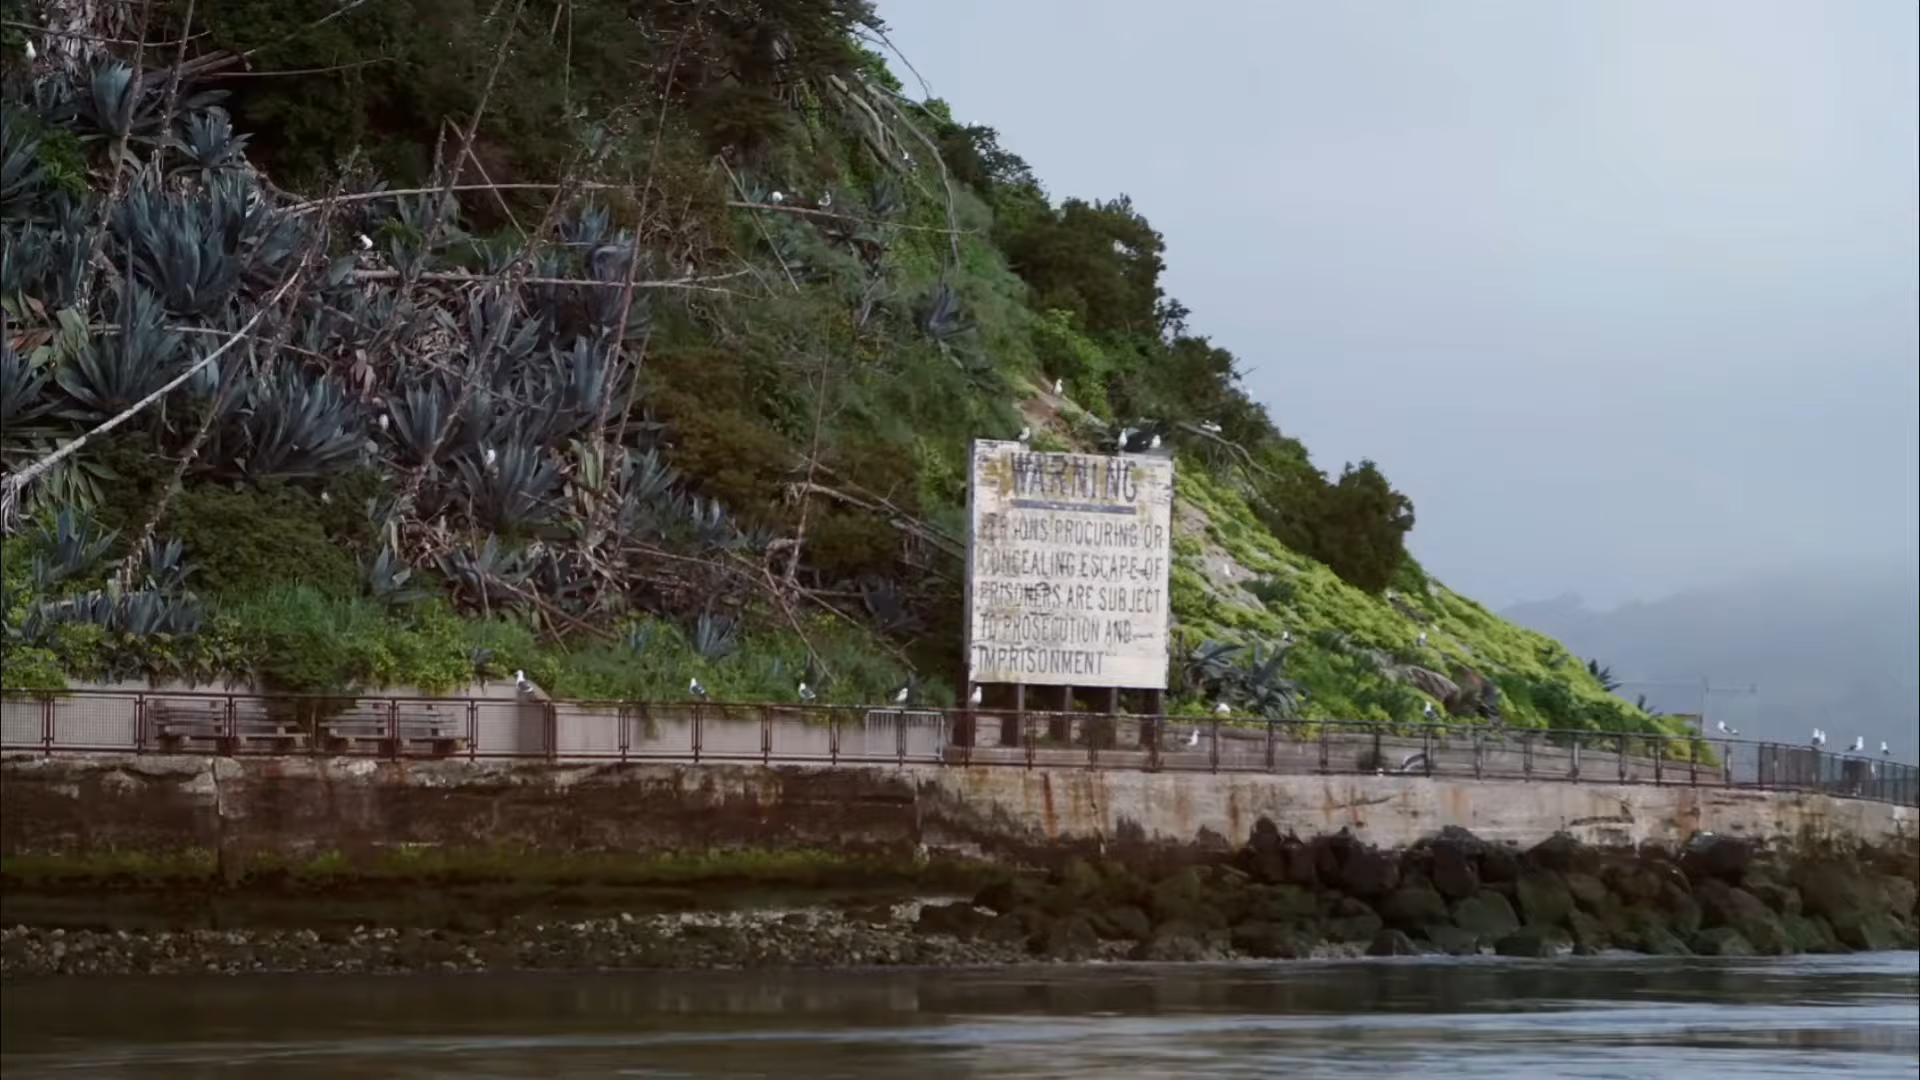 WARNING
PERSONS PROCURING OR
CONCEALING ESCAPE OF
PRISONERS ARE SUBJECT
TO PROSECUTION AND
IMPRISONMENT